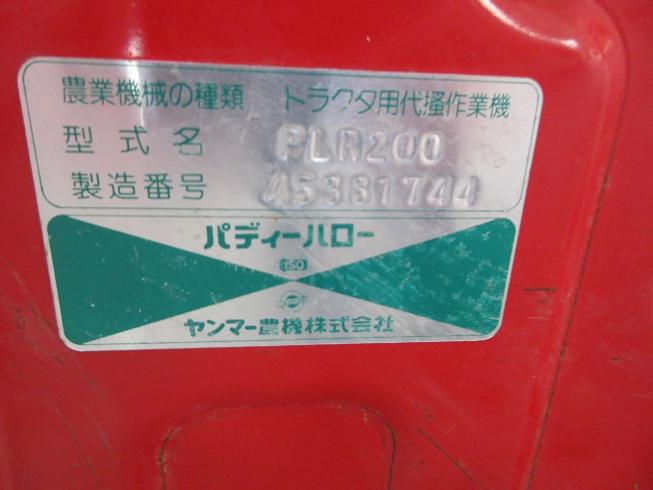 農業機械の種類 トラクタ用代掻作業機
型式名 PLR200
製造番号 45381744
パディーハロー
ISO
ヤンマー農機株式会社